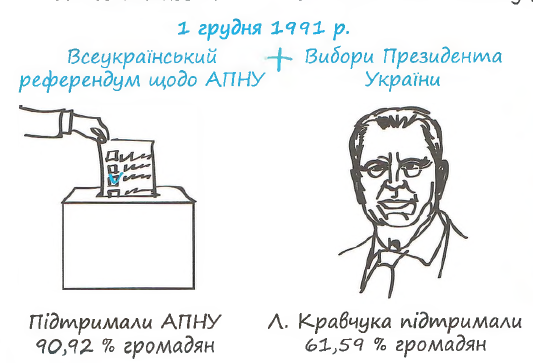 1 грудня 1991 р.
Всеукраїнський
референдум щодо АПНУ
+
Вибори Президента
України
Підтримали АПНУ
90,92 % громадян
Л. Кравчука підтримали
61,59 % громадян